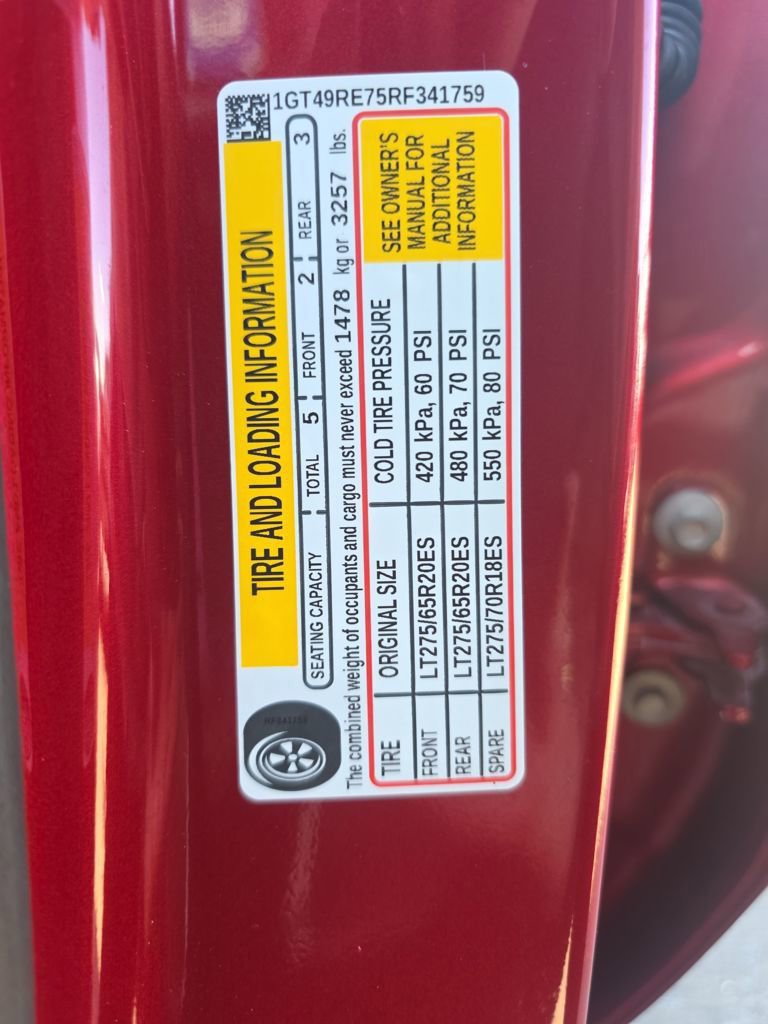 1GT49RE75RF341759
TIRE AND LOADING INFORMATION
SEATING CAPACITY TOTAL 5 FRONT 2 REAR 3
The combined weight of occupants and cargo must never exceed 1478 kg or 3257 lbs.
TIRE ORIGINAL SIZE COLD TIRE PRESSURE
FRONT LT275/65R20ES 420 kPa, 60 PSI
REAR LT275/65R20ES 480 kPa, 70 PSI
SPARE LT275/70R18ES 550 kPa, 80 PSI
SEE OWNER'S
MANUAL FOR
ADDITIONAL
INFORMATION
RF341759